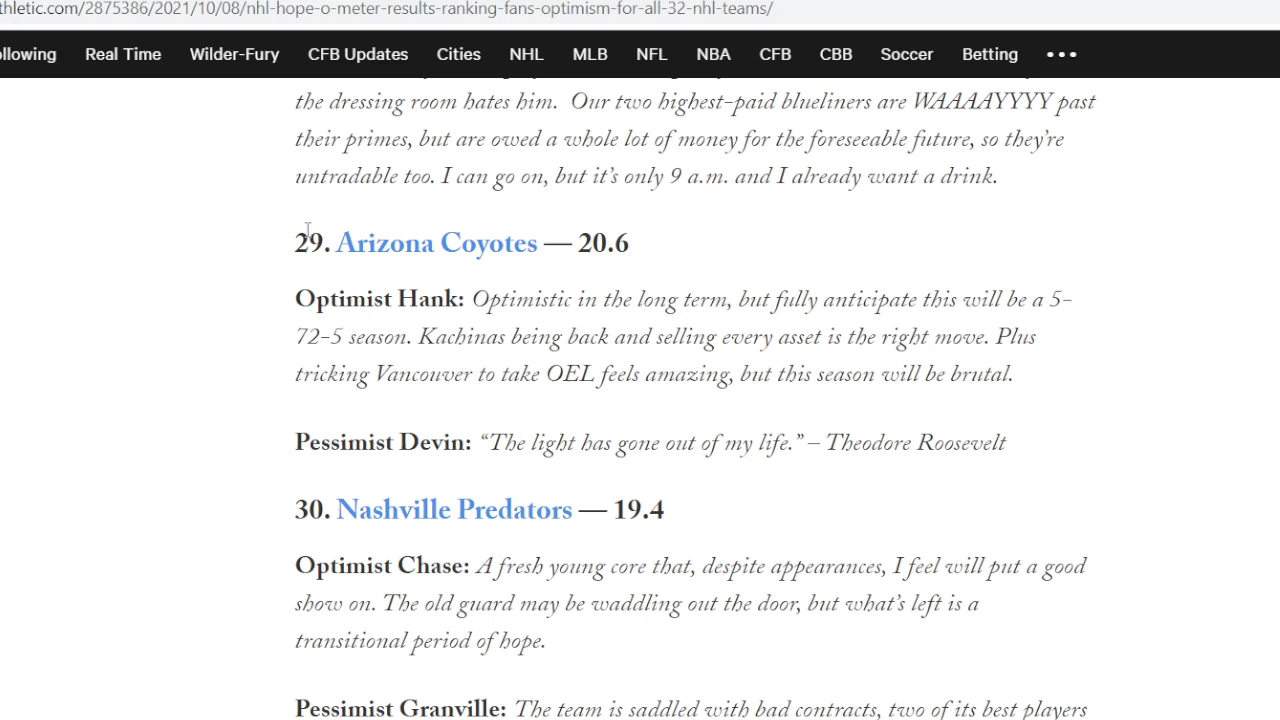 thletic.com/2875386/2021/10/08/nhl-hope-o-meter-results-ranking-fans-optimism-for-all-32-nhl-teams/
ollowing Real Time Wilder-Fury CFB Updates Cities NHL MLB NFL NBA CFB CBB Soccer Betting •••
the dressing room hates him. Our two highest-paid blueliners are WAAAAYYYY past
their primes, but are owed a whole lot of money for the foreseeable future, so they're
untradable too. I can go on, but it's only 9 a.m. and I already want a drink.
29. Arizona Coyotes — 20.6
Optimist Hank: Optimistic in the long term, but fully anticipate this will be a 5-
72-5 season. Kachinas being back and selling every asset is the right move. Plus
tricking Vancouver to take OEL feels amazing, but this season will be brutal.
Pessimist Devin: “The light has gone out of my life.” – Theodore Roosevelt
30. Nashville Predators — 19.4
Optimist Chase: A fresh young core that, despite appearances, I feel will put a good
show on. The old guard may be waddling out the door, but what's left is a
transitional period of hope.
Pessimist Granville: The team is saddled with bad contracts, two of its best players